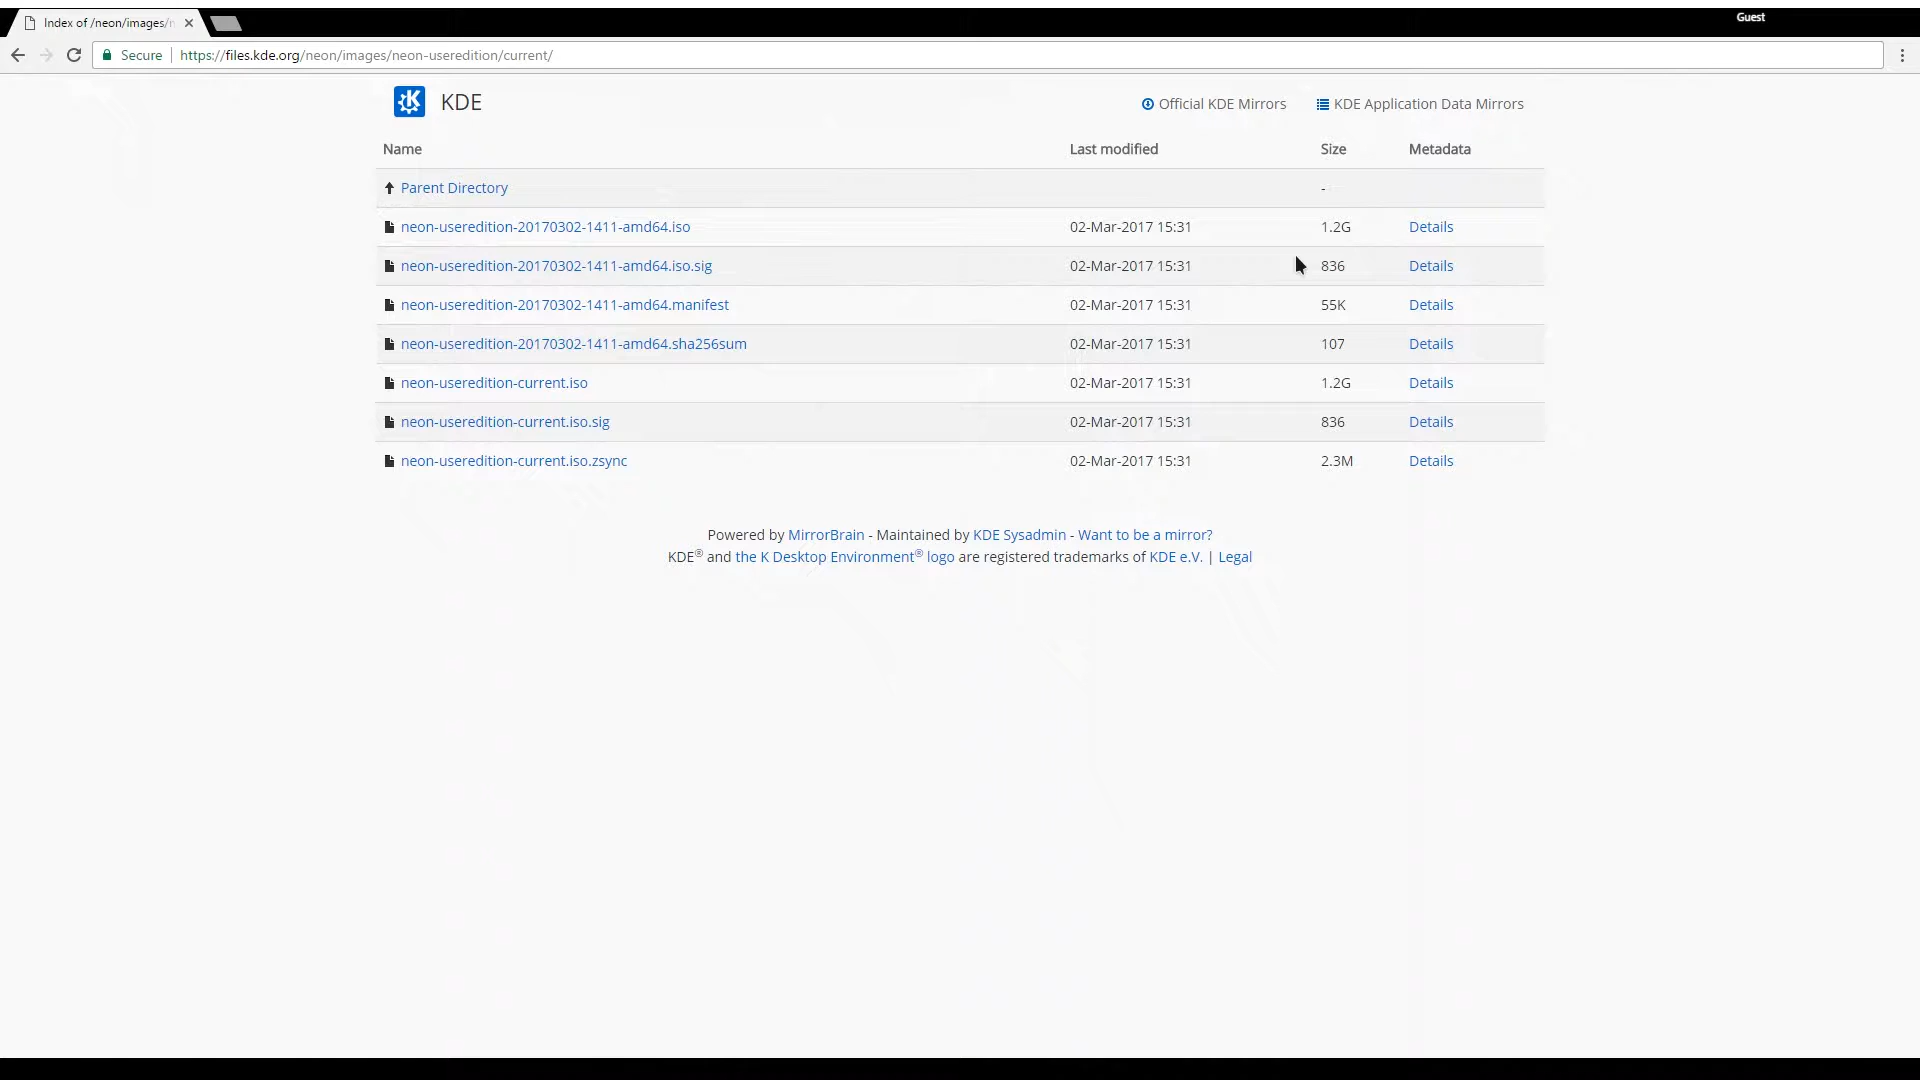 Index of /neon/images/n
Guest
Secure https://files.kde.org/neon/images/neon-useredition/current/
KDE Official KDE Mirrors KDE Application Data Mirrors
Name Last modified Size Metadata
Parent Directory -
neon-useredition-20170302-1411-amd64.iso 02-Mar-2017 15:31 1.2G Details
neon-useredition-20170302-1411-amd64.iso.sig 02-Mar-2017 15:31 836 Details
neon-useredition-20170302-1411-amd64.manifest 02-Mar-2017 15:31 55K Details
neon-useredition-20170302-1411-amd64.sha256sum 02-Mar-2017 15:31 107 Details
neon-useredition-current.iso 02-Mar-2017 15:31 1.2G Details
neon-useredition-current.iso.sig 02-Mar-2017 15:31 836 Details
neon-useredition-current.iso.zsync 02-Mar-2017 15:31 2.3M Details
Powered by MirrorBrain - Maintained by KDE Sysadmin - Want to be a mirror?
KDE® and the K Desktop Environment® logo are registered trademarks of KDE e.V. | Legal